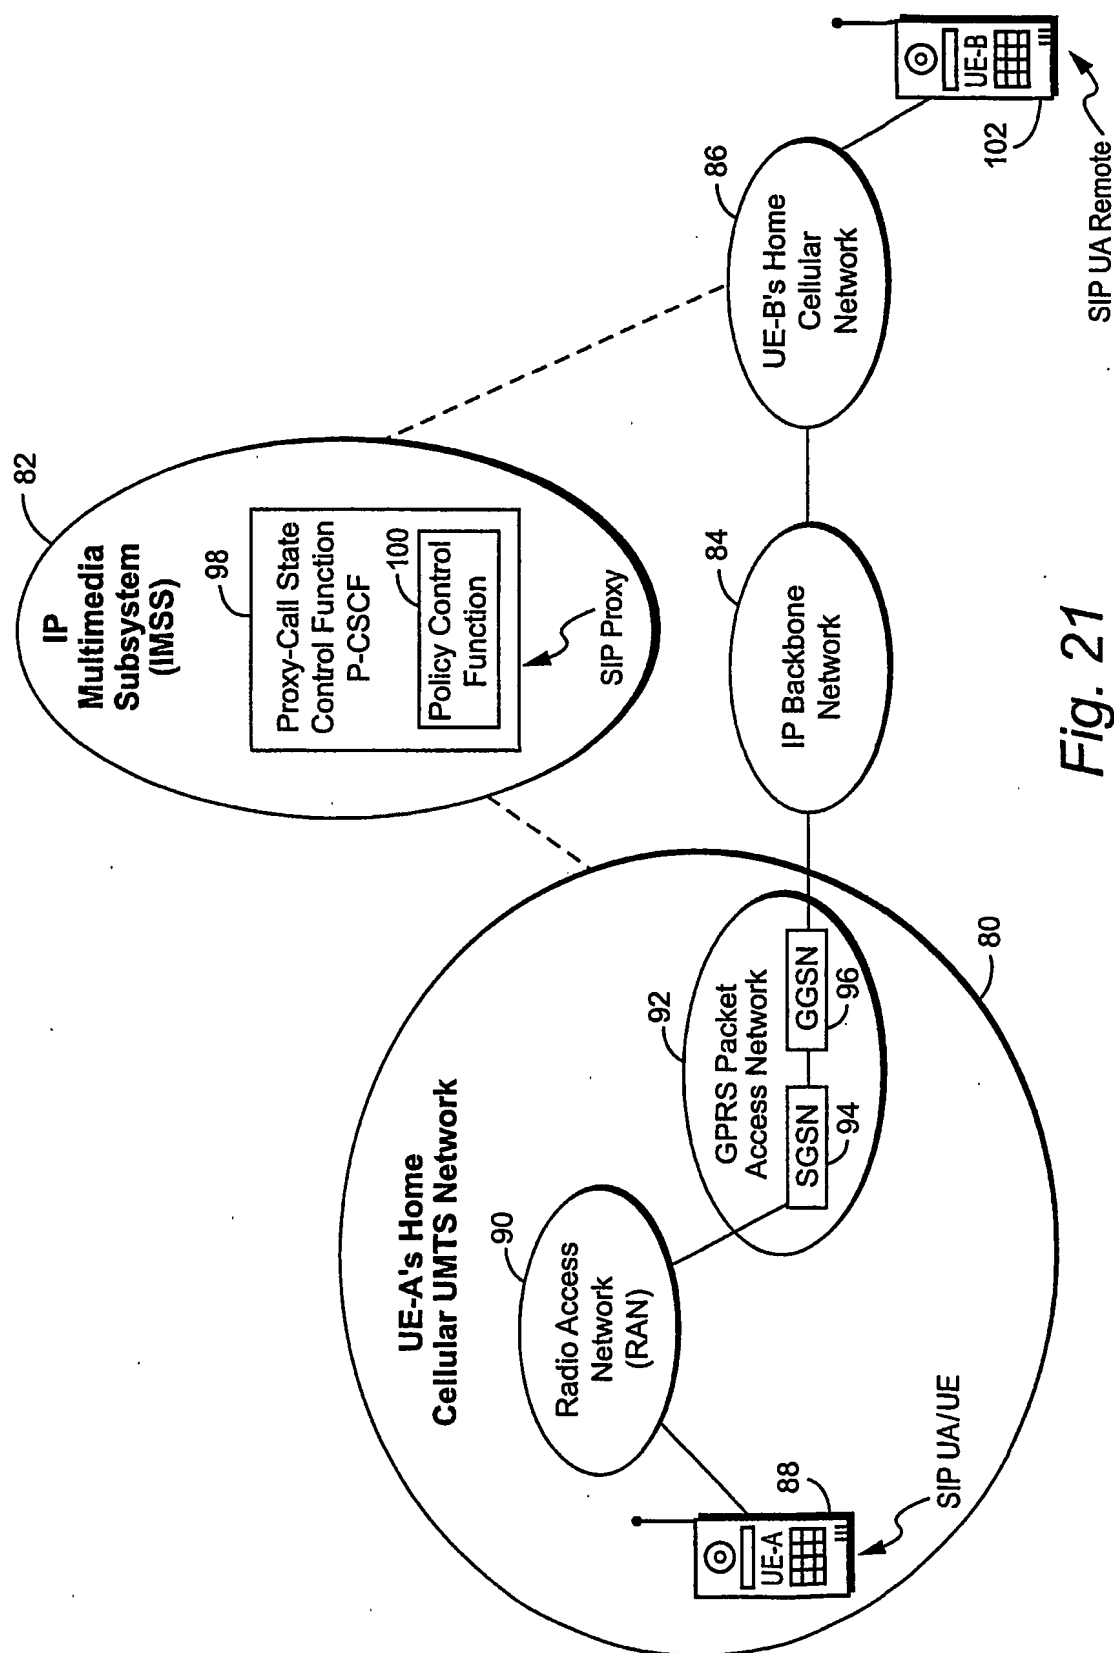 82
IP
Multimedia
Subsystem
(IMSS)
98
Proxy-Call State
Control Function
P-CSCF
100
Policy Control
Function
SIP Proxy
UE-A's Home
Cellular UMTS Network
90
Radio Access
Network
(RAN)
92
GPRS Packet
Access Network
SGSN
94
GGSN
96
80
UE-A
88
SIP UA/UE
84
IP Backbone
Network
86
UE-B's Home
Cellular
Network
UE-B
102
SIP UA Remote
Fig. 21